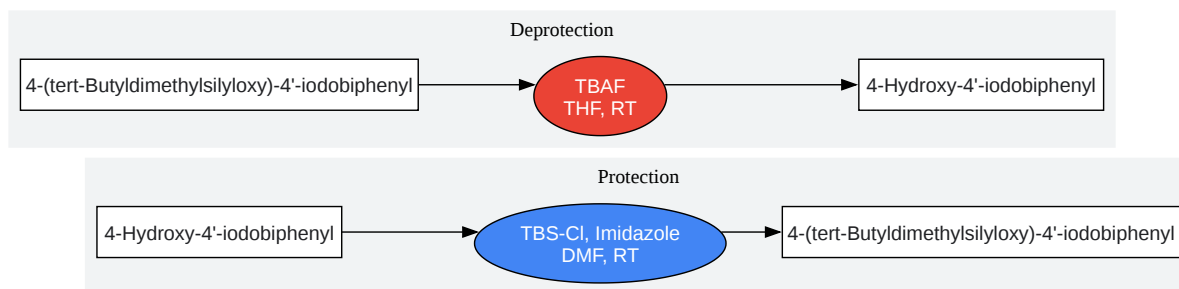 Deprotection
4-(tert-Butyldimethylsilyloxy)-4'-iodobiphenyl
TBAF
THF, RT
4-Hydroxy-4'-iodobiphenyl
Protection
4-Hydroxy-4'-iodobiphenyl
TBS-Cl, Imidazole
DMF, RT
4-(tert-Butyldimethylsilyloxy)-4'-iodobiphenyl